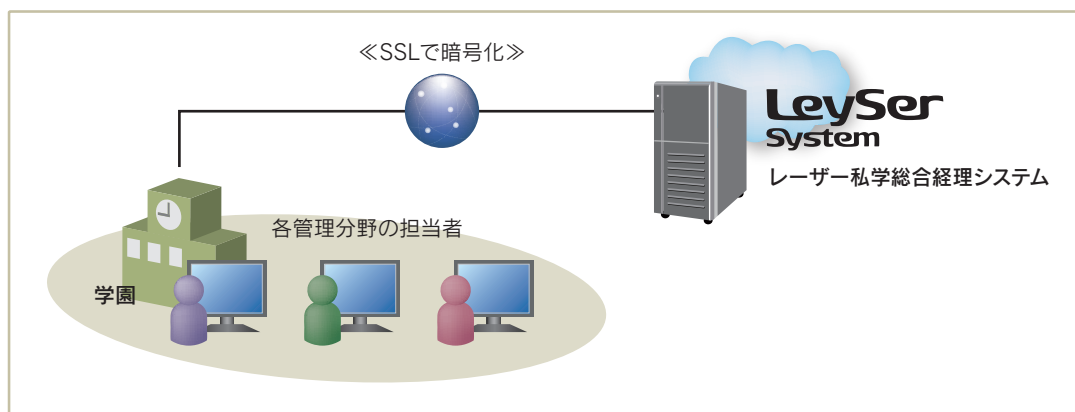 ≪SSLで暗号化≫
LeySer
System
レーザー私学総合経理システム
各管理分野の担当者
学園